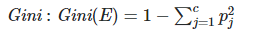 Gini : Gini(E) = 1 − ∑_{j=1}^{c} p_j^2